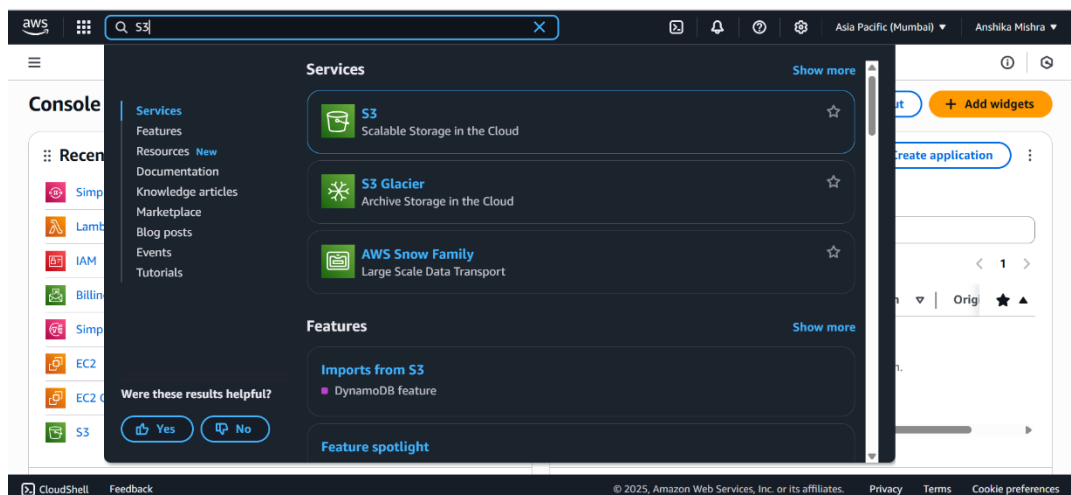 aws
S3
Asia Pacific (Mumbai)
Anshika Mishra
Console
Add widgets
Recen
Create application
Simp
Lamb
IAM
Billin
Simp
EC2
EC2
S3
Services
Features
Resources New
Documentation
Knowledge articles
Marketplace
Blog posts
Events
Tutorials
Were these results helpful?
Yes
No
Services
Show more
S3
Scalable Storage in the Cloud
S3 Glacier
Archive Storage in the Cloud
AWS Snow Family
Large Scale Data Transport
Features
Show more
Imports from S3
DynamoDB feature
Feature spotlight
1
Orig
CloudShell
Feedback
© 2025, Amazon Web Services, Inc. or its affiliates.
Privacy
Terms
Cookie preferences